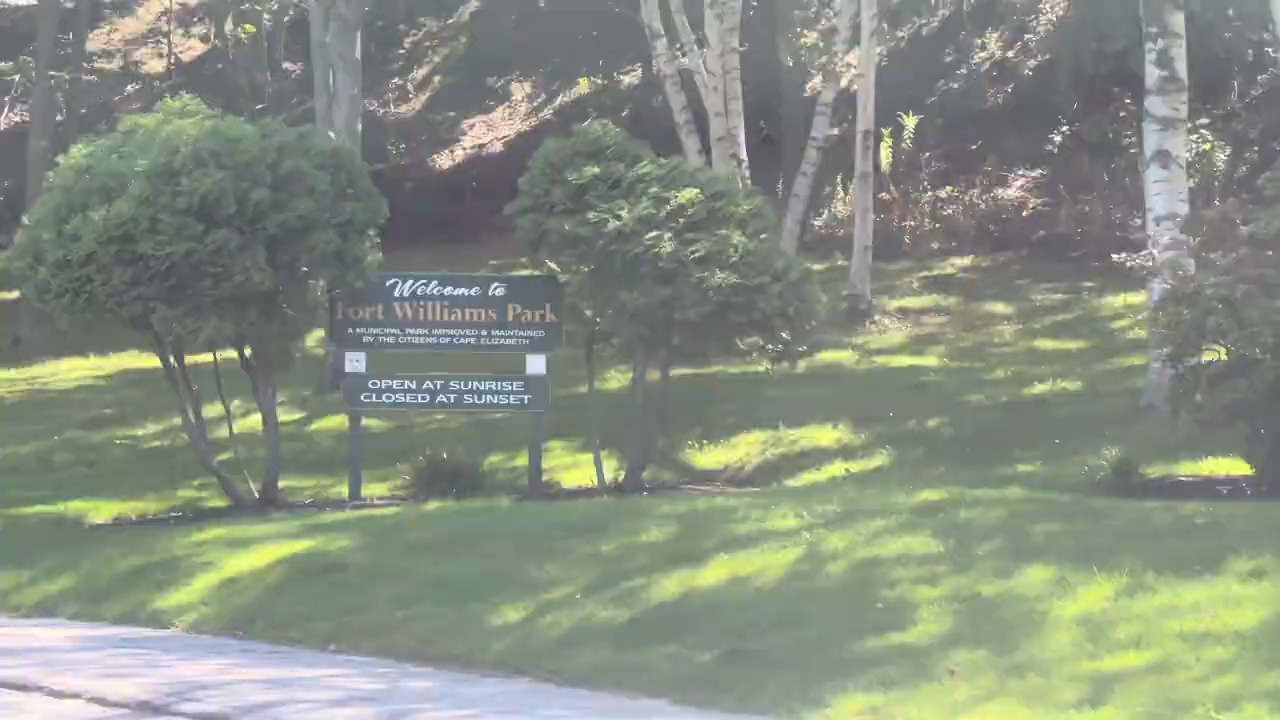 Welcome to
Fort Williams Park
A MUNICIPAL PARK IMPROVED & MAINTAINED
BY THE CITIZENS OF CAPE ELIZABETH
OPEN AT SUNRISE
CLOSED AT SUNSET